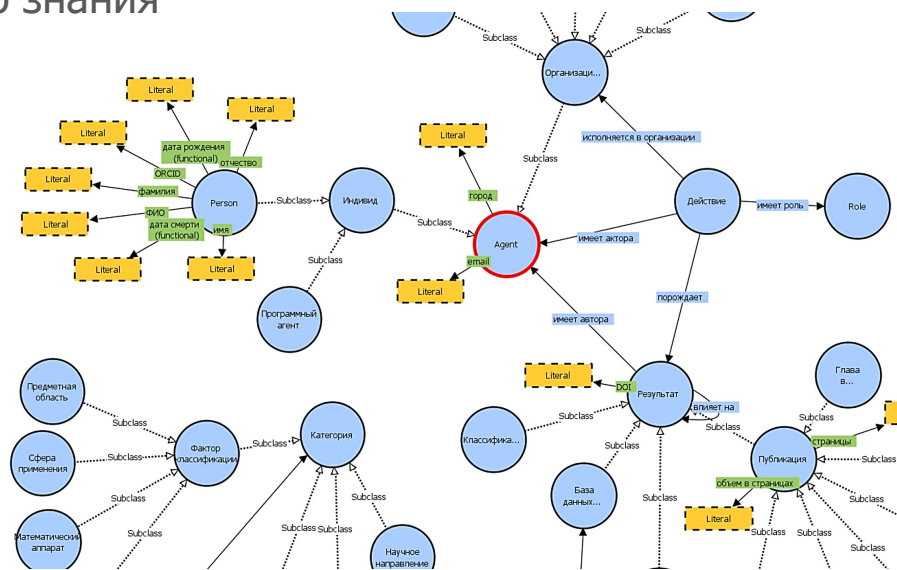 о знания
Subclass
Subclass
Организаци...
Literal
Literal
Literal
Literal
исполняется в организации
дата рождения
(functional)
отчество
Subclass
ORCID
Literal
фамилия
город
Person
Subclass
Индивид
Действие
имеет роль
Role
ФИО
Literal
дата смерти
(functional)
имя
Subclass
Agent
имеет актора
email
Literal
Literal
Subclass
Literal
порождает
Программный
агент
имеет автора
Literal
DOI
Результат
влияет на
Глава
в...
Предметная
область
Subclass
Subclass
Subclass
Subclass
Классифика...
Фактор
классификации
Subclass
Категория
страницы
Сфера
применения
Subclass
Subclass
Публикация
Subclass
объем в страницах
База
данных...
Subclass
Subclass
Subclass
Subclass
Literal
Математический
аппарат
Subclass
Subclass
Subclass
Subclass
Subclass
Subclass
Научное
направление